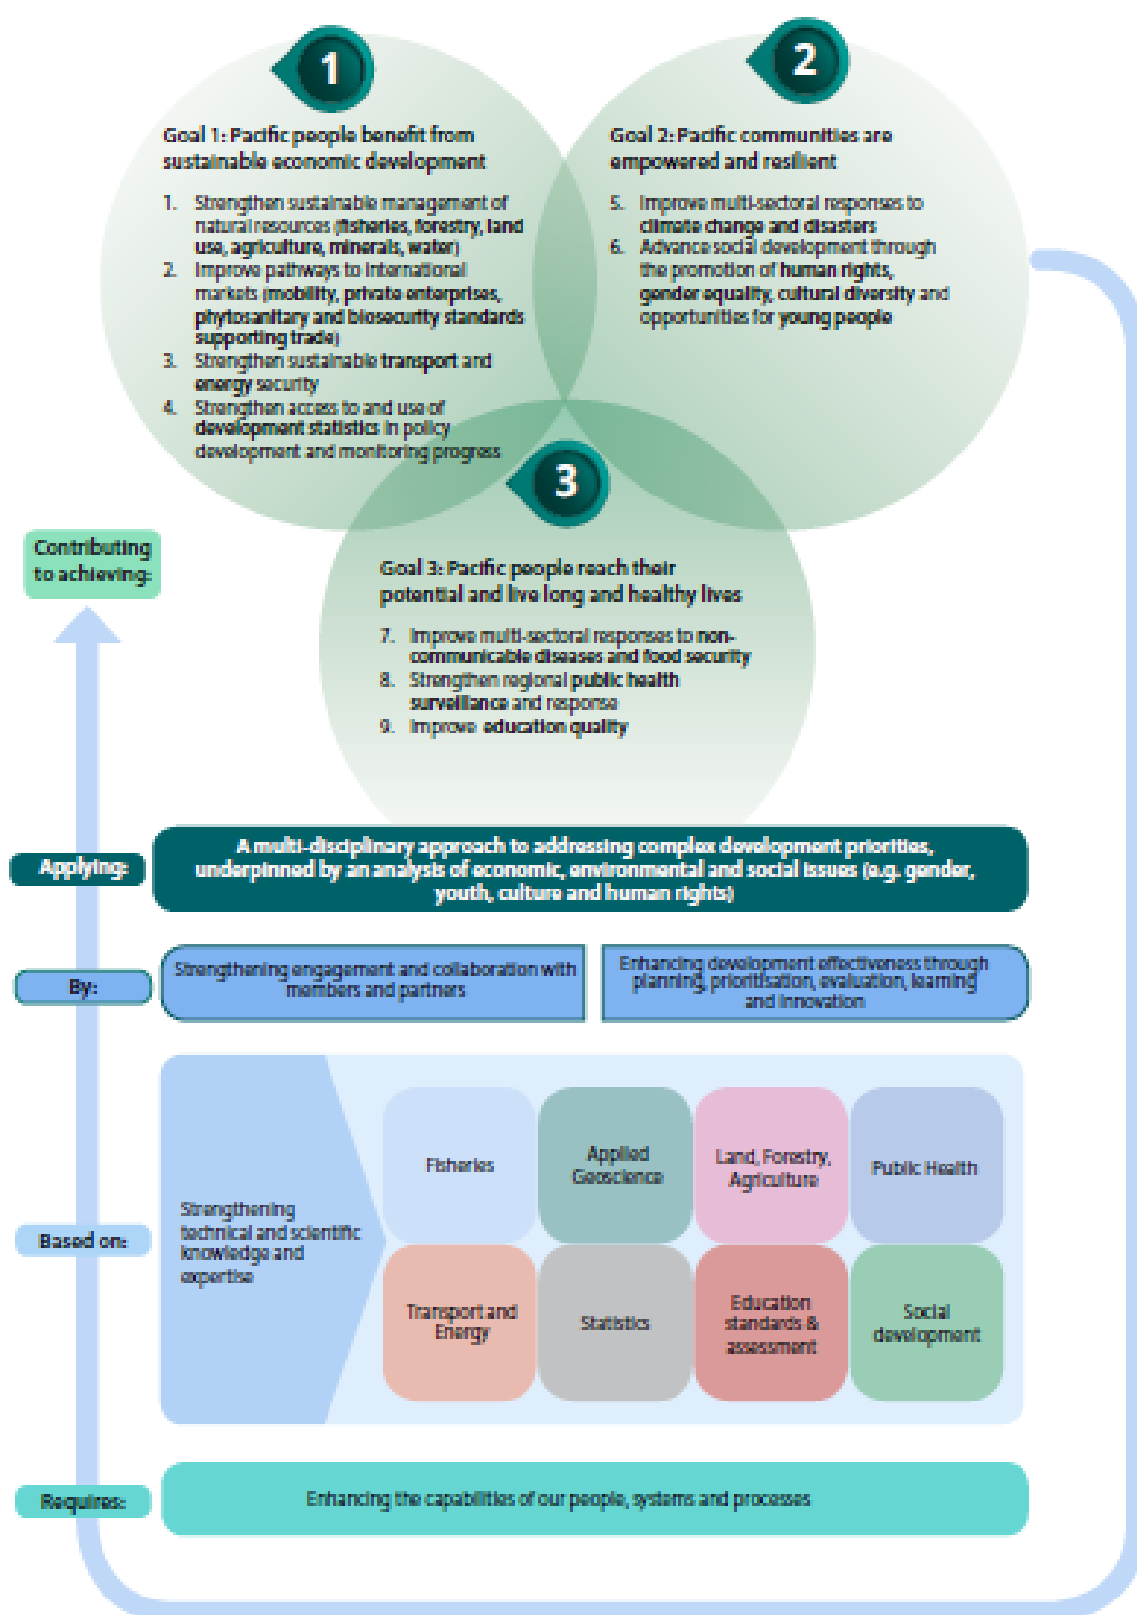 1
Goal 1: Pacific people benefit from
sustainable economic development
1. Strengthen sustainable management of
natural resources (fisheries, forestry, land
use, agriculture, minerals, water)
2. Improve pathways to international
markets (mobility, private enterprises,
phytosanitary and biosecurity standards
supporting trade)
3. Strengthen sustainable transport and
energy security
4. Strengthen access to and use of
development statistics in policy
development and monitoring progress
2
Goal 2: Pacific communities are
empowered and resilient
5. Improve multi-sectoral responses to
climate change and disasters
6. Advance social development through
the promotion of human rights,
gender equality, cultural diversity and
opportunities for young people
3
Goal 3: Pacific people reach their
potential and live long and healthy lives
7. Improve multi-sectoral responses to non-
communicable diseases and food security
8. Strengthen regional public health
surveillance and response
9. Improve education quality
Contributing
to achieving:
Applying:
A multi-disciplinary approach to addressing complex development priorities,
underpinned by an analysis of economic, environmental and social issues (e.g. gender,
youth, culture and human rights)
By:
Strengthening engagement and collaboration with
members and partners
Enhancing development effectiveness through
planning, prioritisation, evaluation, learning
and innovation
Based on:
Strengthening
technical and scientific
knowledge and
expertise
Fisheries
Applied
Geoscience
Land, Forestry,
Agriculture
Public Health
Transport and
Energy
Statistics
Education
standards &
assessment
Social
development
Requires:
Enhancing the capabilities of our people, systems and processes